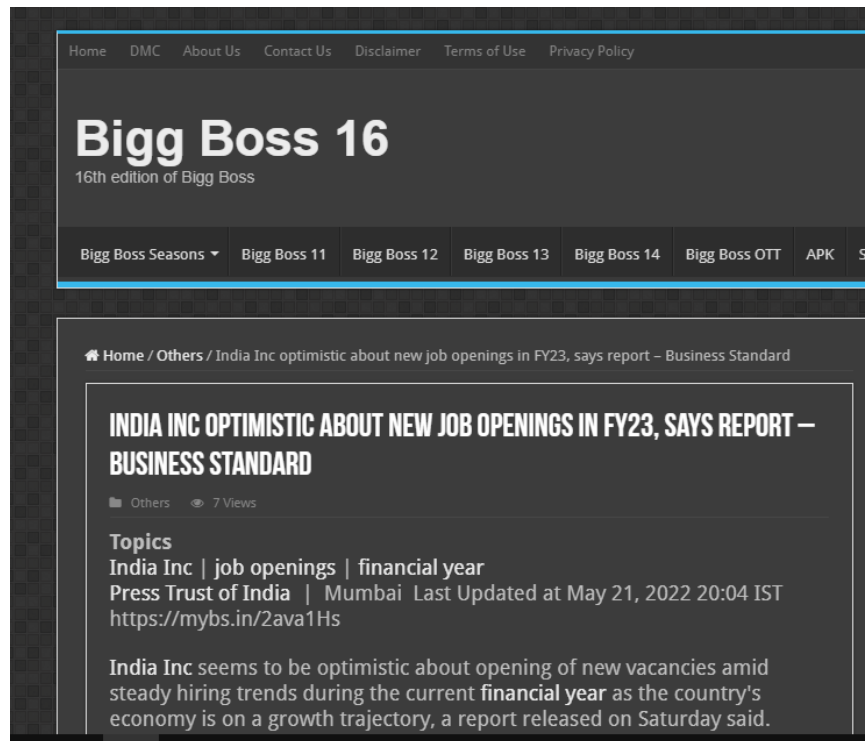 Home DMC About Us Contact Us Disclaimer Terms of Use Privacy Policy
Bigg Boss 16
16th edition of Bigg Boss
Bigg Boss Seasons Bigg Boss 11 Bigg Boss 12 Bigg Boss 13 Bigg Boss 14 Bigg Boss OTT APK S
Home / Others / India Inc optimistic about new job openings in FY23, says report – Business Standard
INDIA INC OPTIMISTIC ABOUT NEW JOB OPENINGS IN FY23, SAYS REPORT –
BUSINESS STANDARD
Others 7 Views
Topics
India Inc | job openings | financial year
Press Trust of India | Mumbai Last Updated at May 21, 2022 20:04 IST
https://mybs.in/2ava1Hs
India Inc seems to be optimistic about opening of new vacancies amid
steady hiring trends during the current financial year as the country's
economy is on a growth trajectory, a report released on Saturday said.